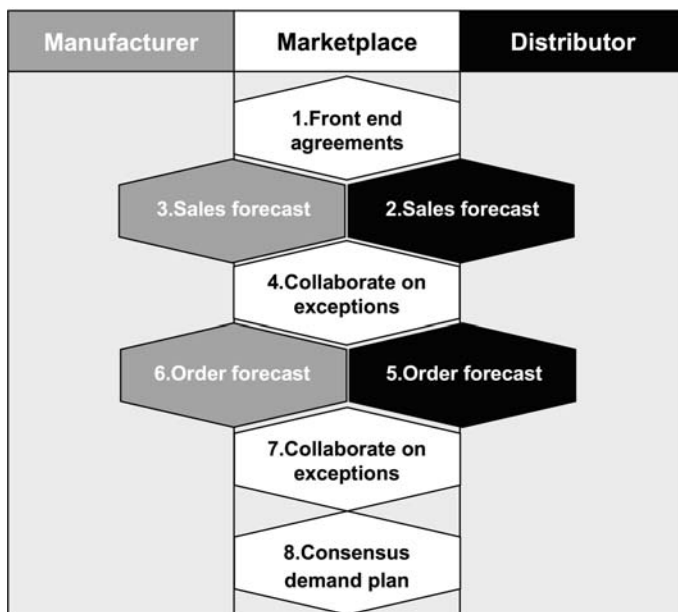 Manufacturer
Marketplace
Distributor
1.Front end
agreements
3.Sales forecast
2.Sales forecast
4.Collaborate on
exceptions
6.Order forecast
5.Order forecast
7.Collaborate on
exceptions
8.Consensus
demand plan